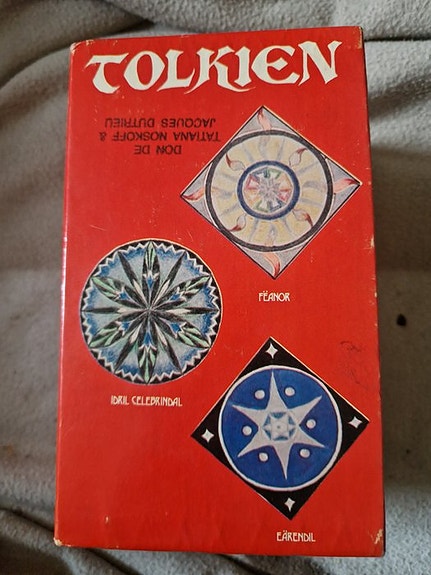 TOLKIEN
DON DE
TATIANA NOSKOFF &
JACQUES DUTRIEU
FËANOR
IDRIL CELEBRINDAL
EÄRENDIL